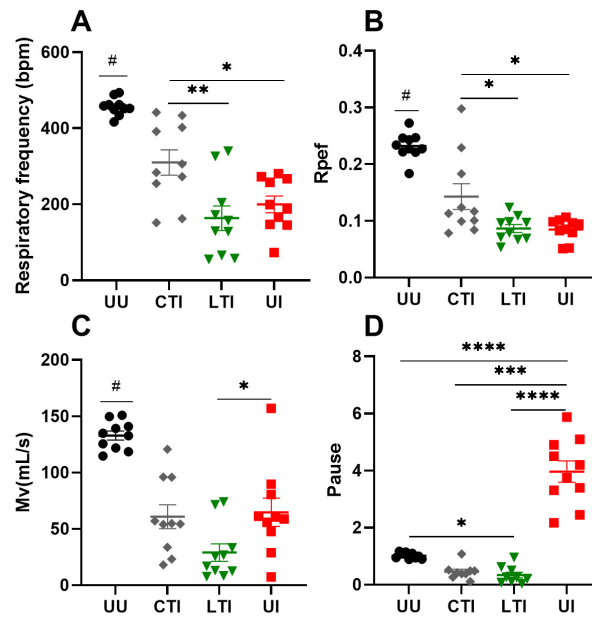 A
Respiratory frequency (bpm)
600
400
200
0
#
**
*
UU CTI LTI UI
B
Rpef
0.4
0.3
0.2
0.1
0.0
#
*
*
UU CTI LTI UI
C
Mv(mL/s)
200
150
100
50
0
#
*
UU CTI LTI UI
D
Pause
8
6
4
2
0
****
***
****
*
UU CTI LTI UI